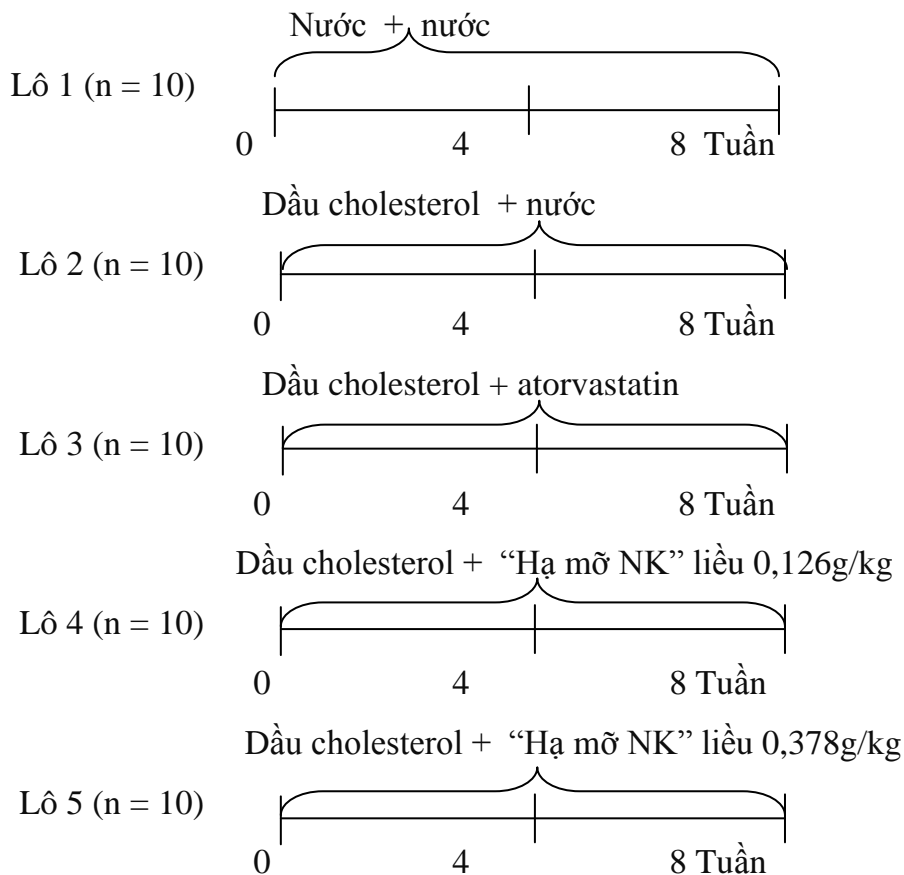 Nước + nước
Lô 1 (n = 10)
0 4 8 Tuần
Dầu cholesterol + nước
Lô 2 (n = 10)
0 4 8 Tuần
Dầu cholesterol + atorvastatin
Lô 3 (n = 10)
0 4 8 Tuần
Dầu cholesterol + “Hạ mỡ NK” liều 0,126g/kg
Lô 4 (n = 10)
0 4 8 Tuần
Dầu cholesterol + “Hạ mỡ NK” liều 0,378g/kg
Lô 5 (n = 10)
0 4 8 Tuần